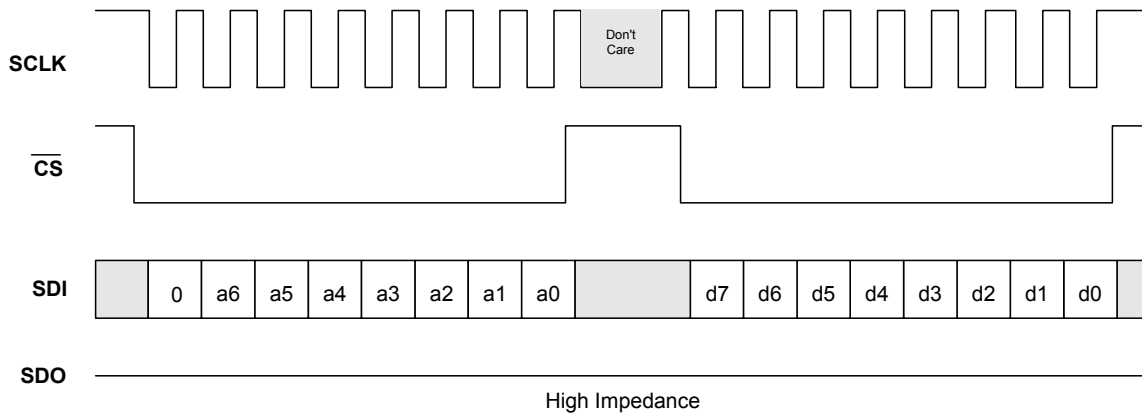 Don't
Care
SCLK
CS
SDI
0 a6 a5 a4 a3 a2 a1 a0 d7 d6 d5 d4 d3 d2 d1 d0
SDO
High Impedance